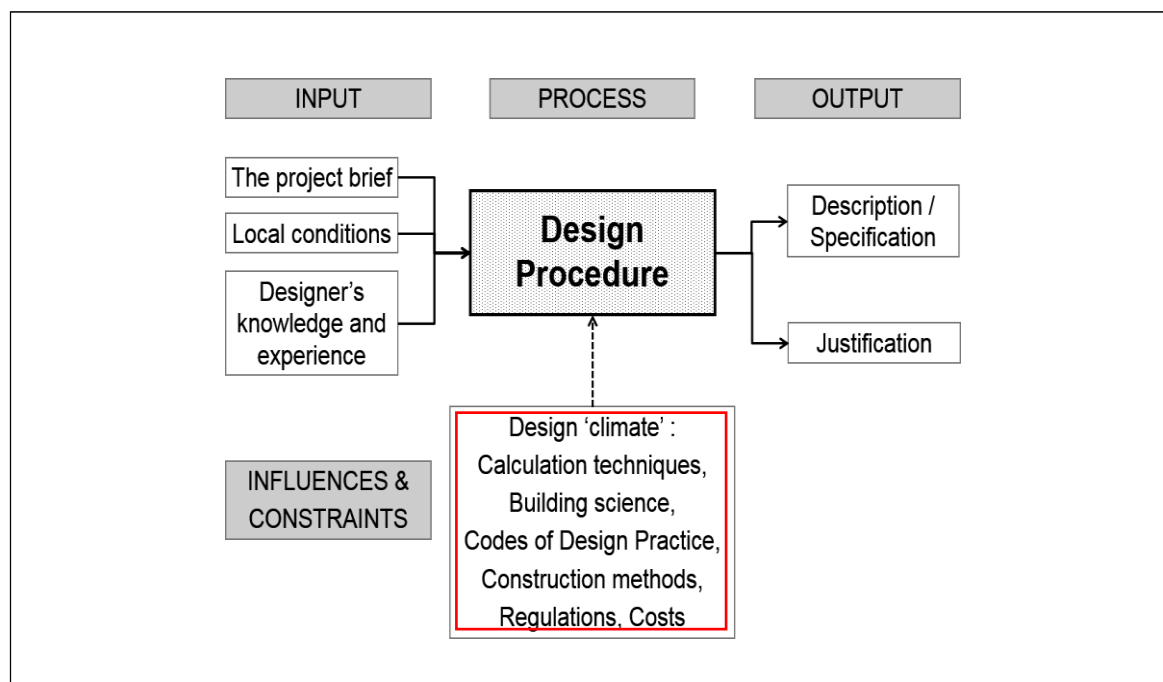 INPUT
PROCESS
OUTPUT
The project brief
Local conditions
Designer’s
knowledge and
experience
Design
Procedure
Description /
Specification
Justification
INFLUENCES &
CONSTRAINTS
Design ‘climate’ :
Calculation techniques,
Building science,
Codes of Design Practice,
Construction methods,
Regulations, Costs